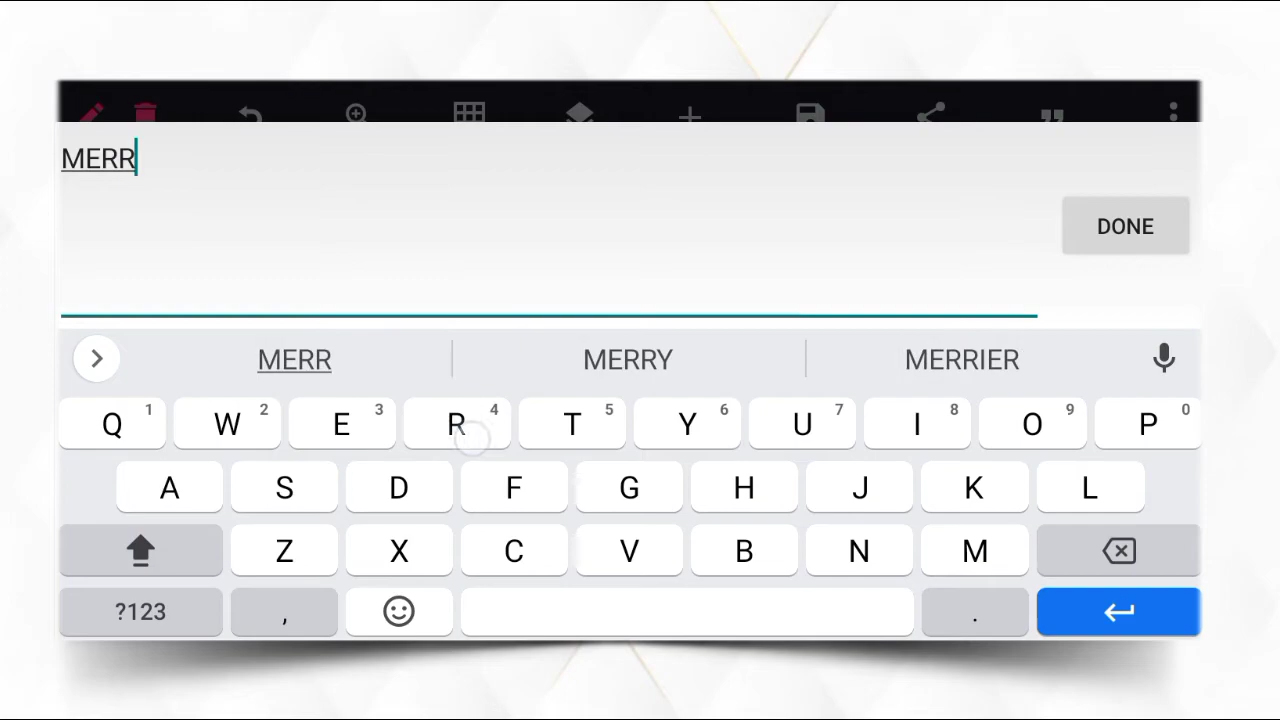 MERR
DONE
MERR MERRY MERRIER
Q 1 W 2 E 3 R 4 T 5 Y 6 U 7 I 8 O 9 P 0
A S D F G H J K L
Z X C V B N M
?123 , .